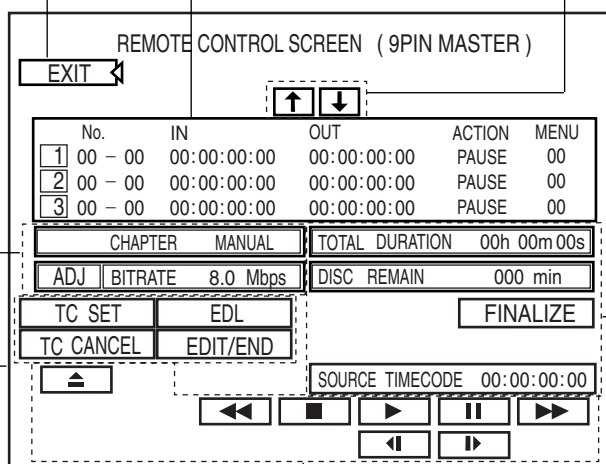 REMOTE CONTROL SCREEN ( 9PIN MASTER )
EXIT
No. IN OUT ACTION MENU
1 00 – 00 00:00:00:00 00:00:00:00 PAUSE 00
2 00 – 00 00:00:00:00 00:00:00:00 PAUSE 00
3 00 – 00 00:00:00:00 00:00:00:00 PAUSE 00
CHAPTER MANUAL TOTAL DURATION 00h 00m 00s
ADJ BITRATE 8.0 Mbps DISC REMAIN 000 min
TC SET EDL FINALIZE
TC CANCEL EDIT/END
SOURCE TIMECODE 00:00:00:00